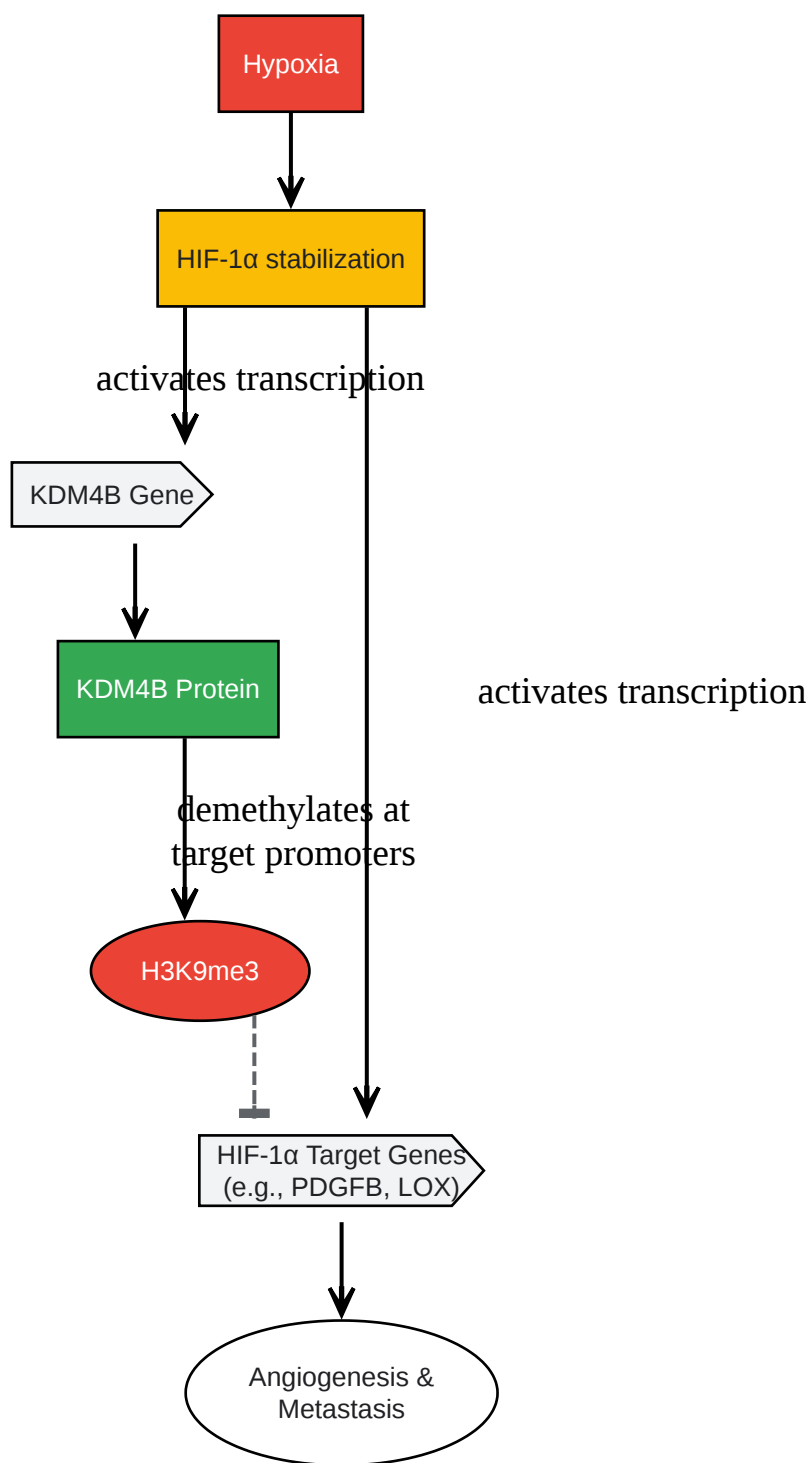 Hypoxia
HIF-1α stabilization
activates transcription
KDM4B Gene
KDM4B Protein
activates transcription
demethylates at
target promoters
H3K9me3
HIF-1α Target Genes
(e.g., PDGFB, LOX)
Angiogenesis &
Metastasis